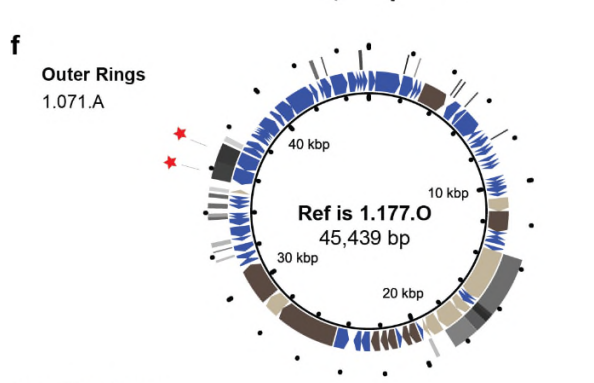 f
Outer Rings
1.071.A
40 kbp
10 kbp
Ref is 1.177.O
45,439 bp
30 kbp
20 kbp